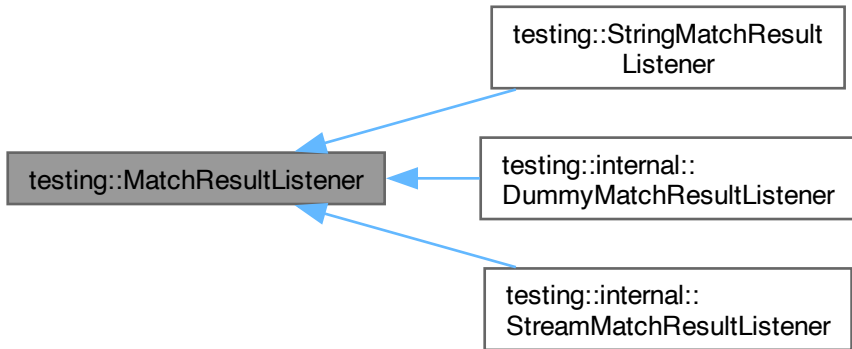 testing::StringMatchResult
Listener
testing::MatchResultListener
testing::internal::
DummyMatchResultListener
testing::internal::
StreamMatchResultListener